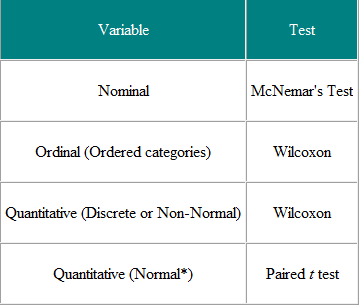 Variable Test
Nominal McNemar's Test
Ordinal (Ordered categories) Wilcoxon
Quantitative (Discrete or Non-Normal) Wilcoxon
Quantitative (Normal*) Paired t test